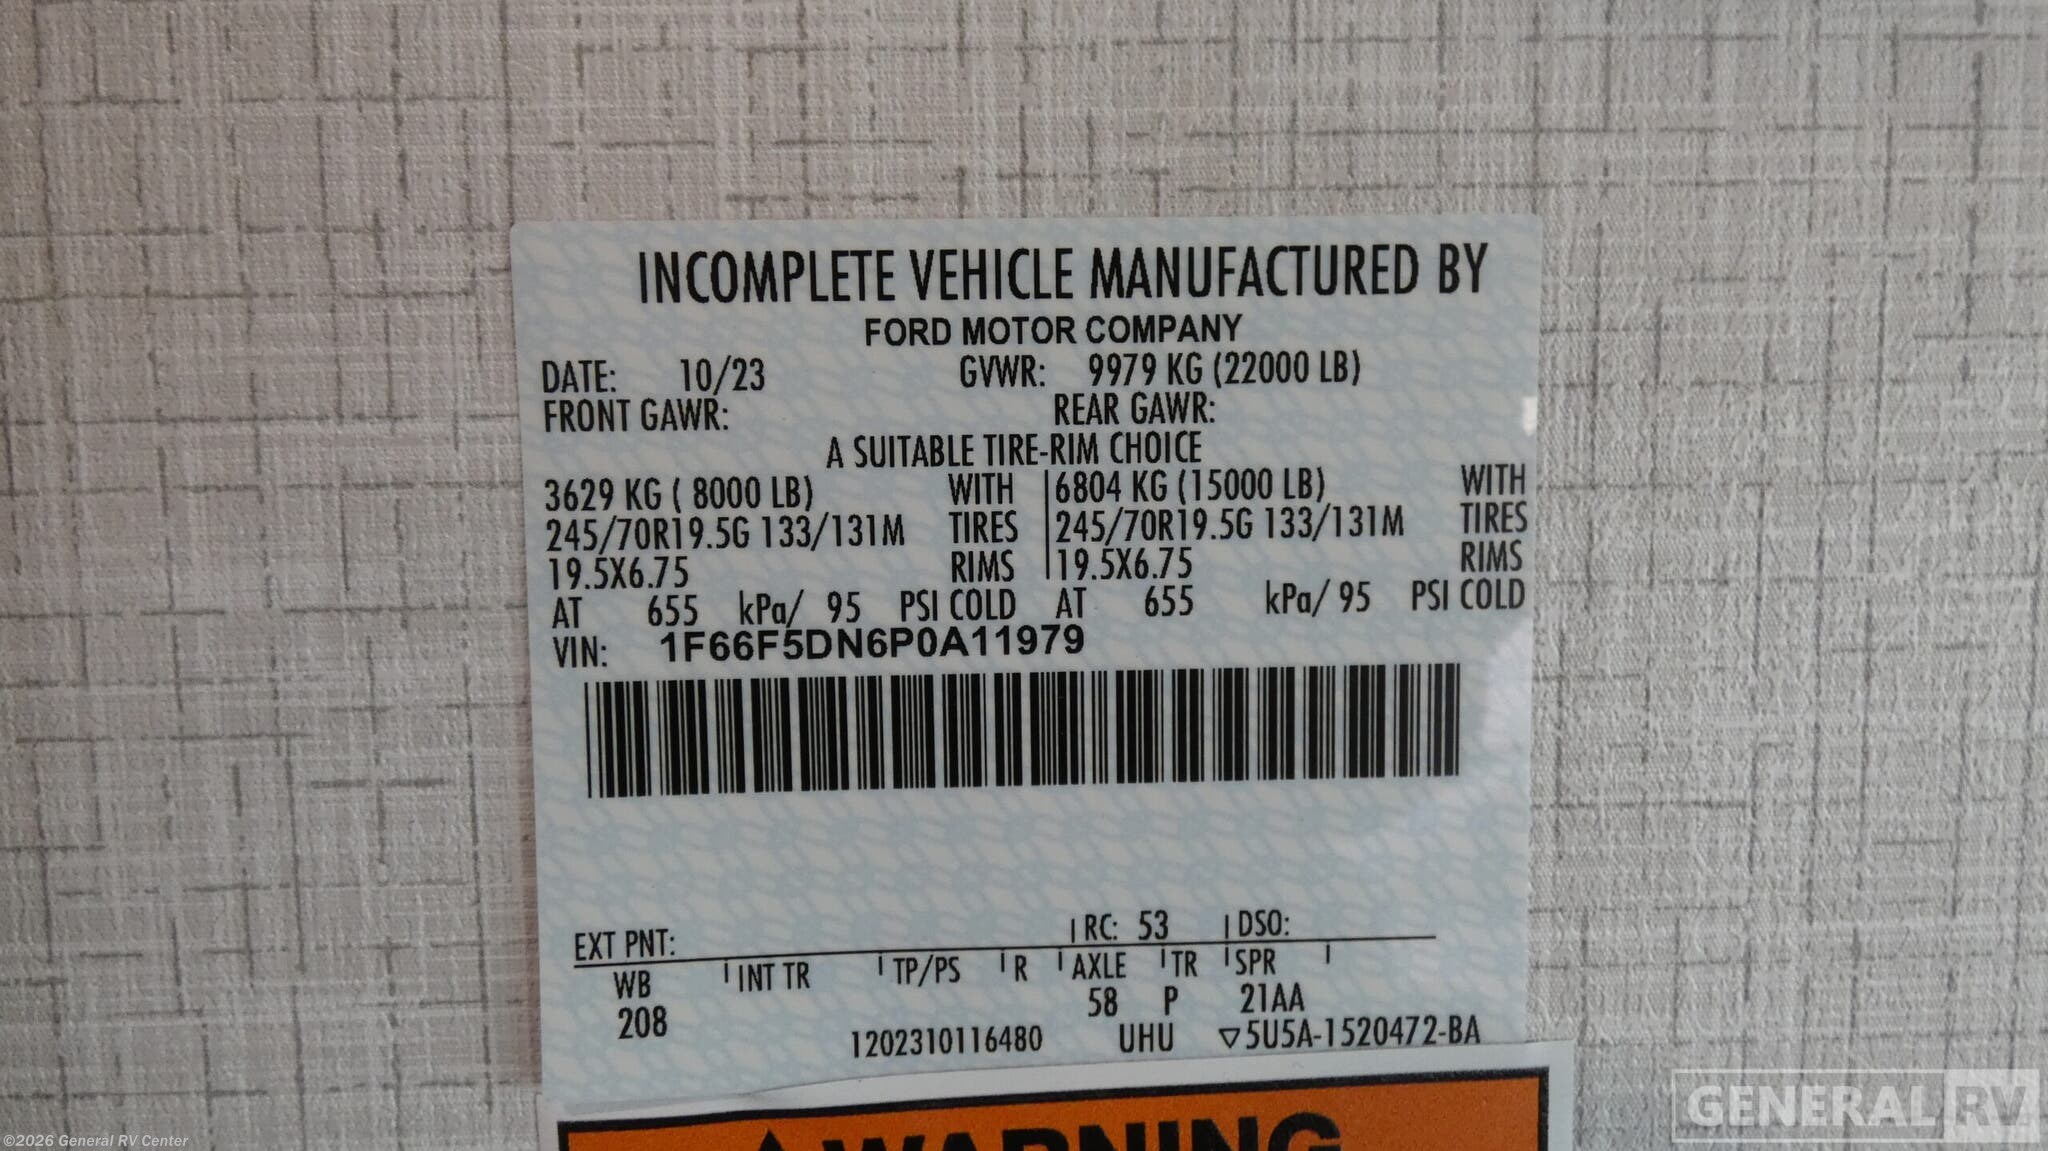 INCOMPLETE VEHICLE MANUFACTURED BY
FORD MOTOR COMPANY
DATE: 10/23 GVWR: 9979 KG (22000 LB)
FRONT GAWR: REAR GAWR:
A SUITABLE TIRE-RIM CHOICE
3629 KG ( 8000 LB) WITH 6804 KG (15000 LB) WITH
245/70R19.5G 133/131M TIRES 245/70R19.5G 133/131M TIRES
19.5X6.75 RIMS 19.5X6.75 RIMS
AT 655 kPa/ 95 PSI COLD AT 655 kPa/ 95 PSI COLD
VIN: 1F66F5DN6P0A11979
EXT PNT: RC: 53 DSO:
WB INT TR TP/PS R AXLE TR SPR
208 58 P 21AA
1202310116480 UHU ▽5U5A-1520472-BA
WARNING
GENERAL RV
©2026 General RV Center